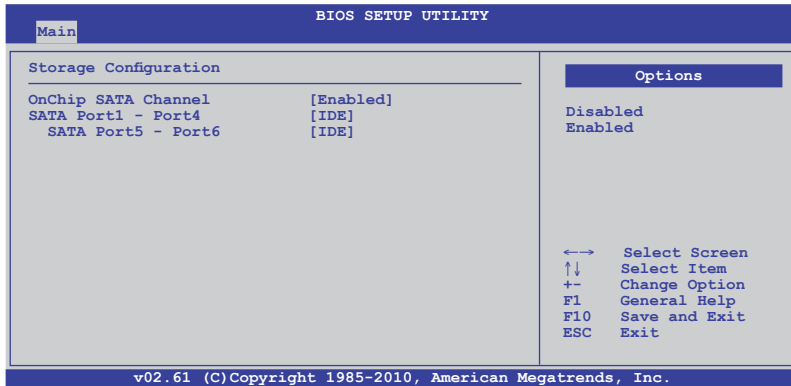 BIOS SETUP UTILITY
Main
Storage Configuration
OnChip SATA Channel [Enabled]
SATA Port1 - Port4 [IDE]
SATA Port5 - Port6 [IDE]
Options
Disabled
Enabled
←→ Select Screen
↑↓ Select Item
+- Change Option
F1 General Help
F10 Save and Exit
ESC Exit
v02.61 (C)Copyright 1985-2010, American Megatrends, Inc.